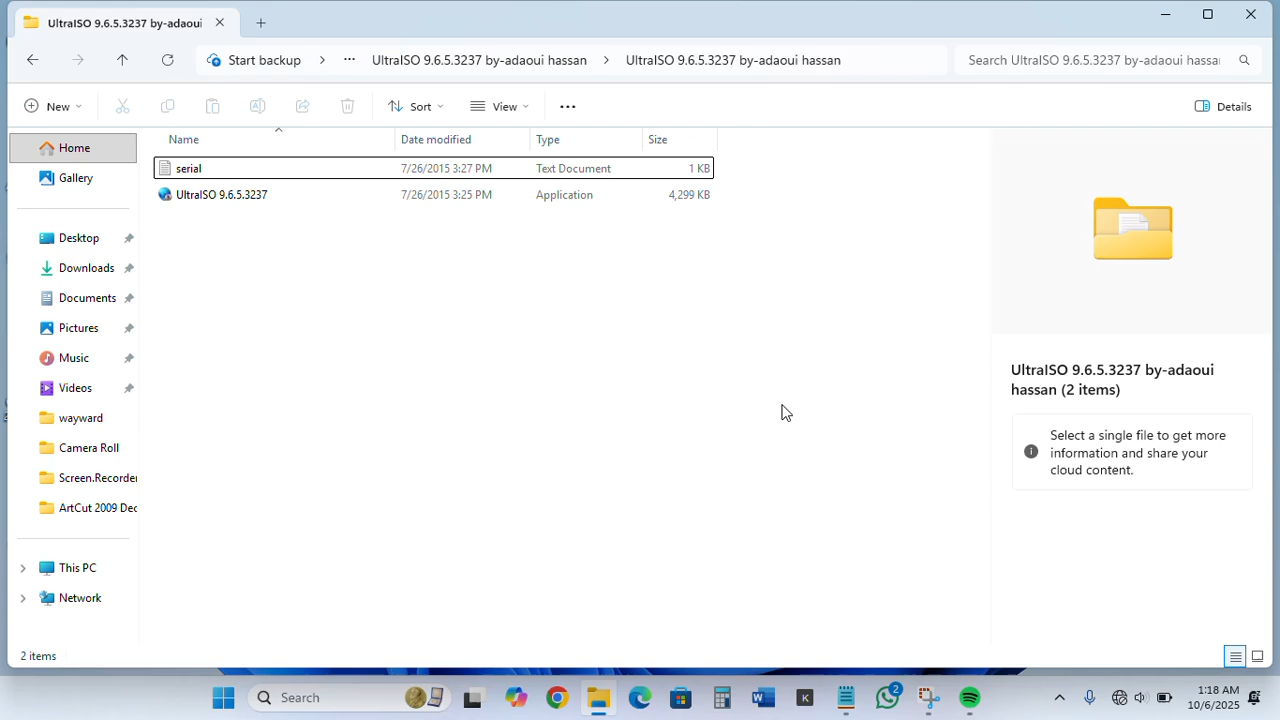 UltraISO 9.6.5.3237 by-adaoui
Start backup
UltraISO 9.6.5.3237 by-adaoui hassan
UltraISO 9.6.5.3237 by-adaoui hassan
Search UltraISO 9.6.5.3237 by-adaoui hassa
New
Sort
View
Details
Home
Gallery
Desktop
Downloads
Documents
Pictures
Music
Videos
wayward
Camera Roll
Screen.Recorde
ArtCut 2009 Dec
This PC
Network
Name Date modified Type Size
serial 7/26/2015 3:27 PM Text Document 1 KB
UltraISO 9.6.5.3237 7/26/2015 3:25 PM Application 4,299 KB
UltraISO 9.6.5.3237 by-adaoui
hassan (2 items)
Select a single file to get more
information and share your
cloud content.
2 items
Search
K
2
1:18 AM
10/6/2025